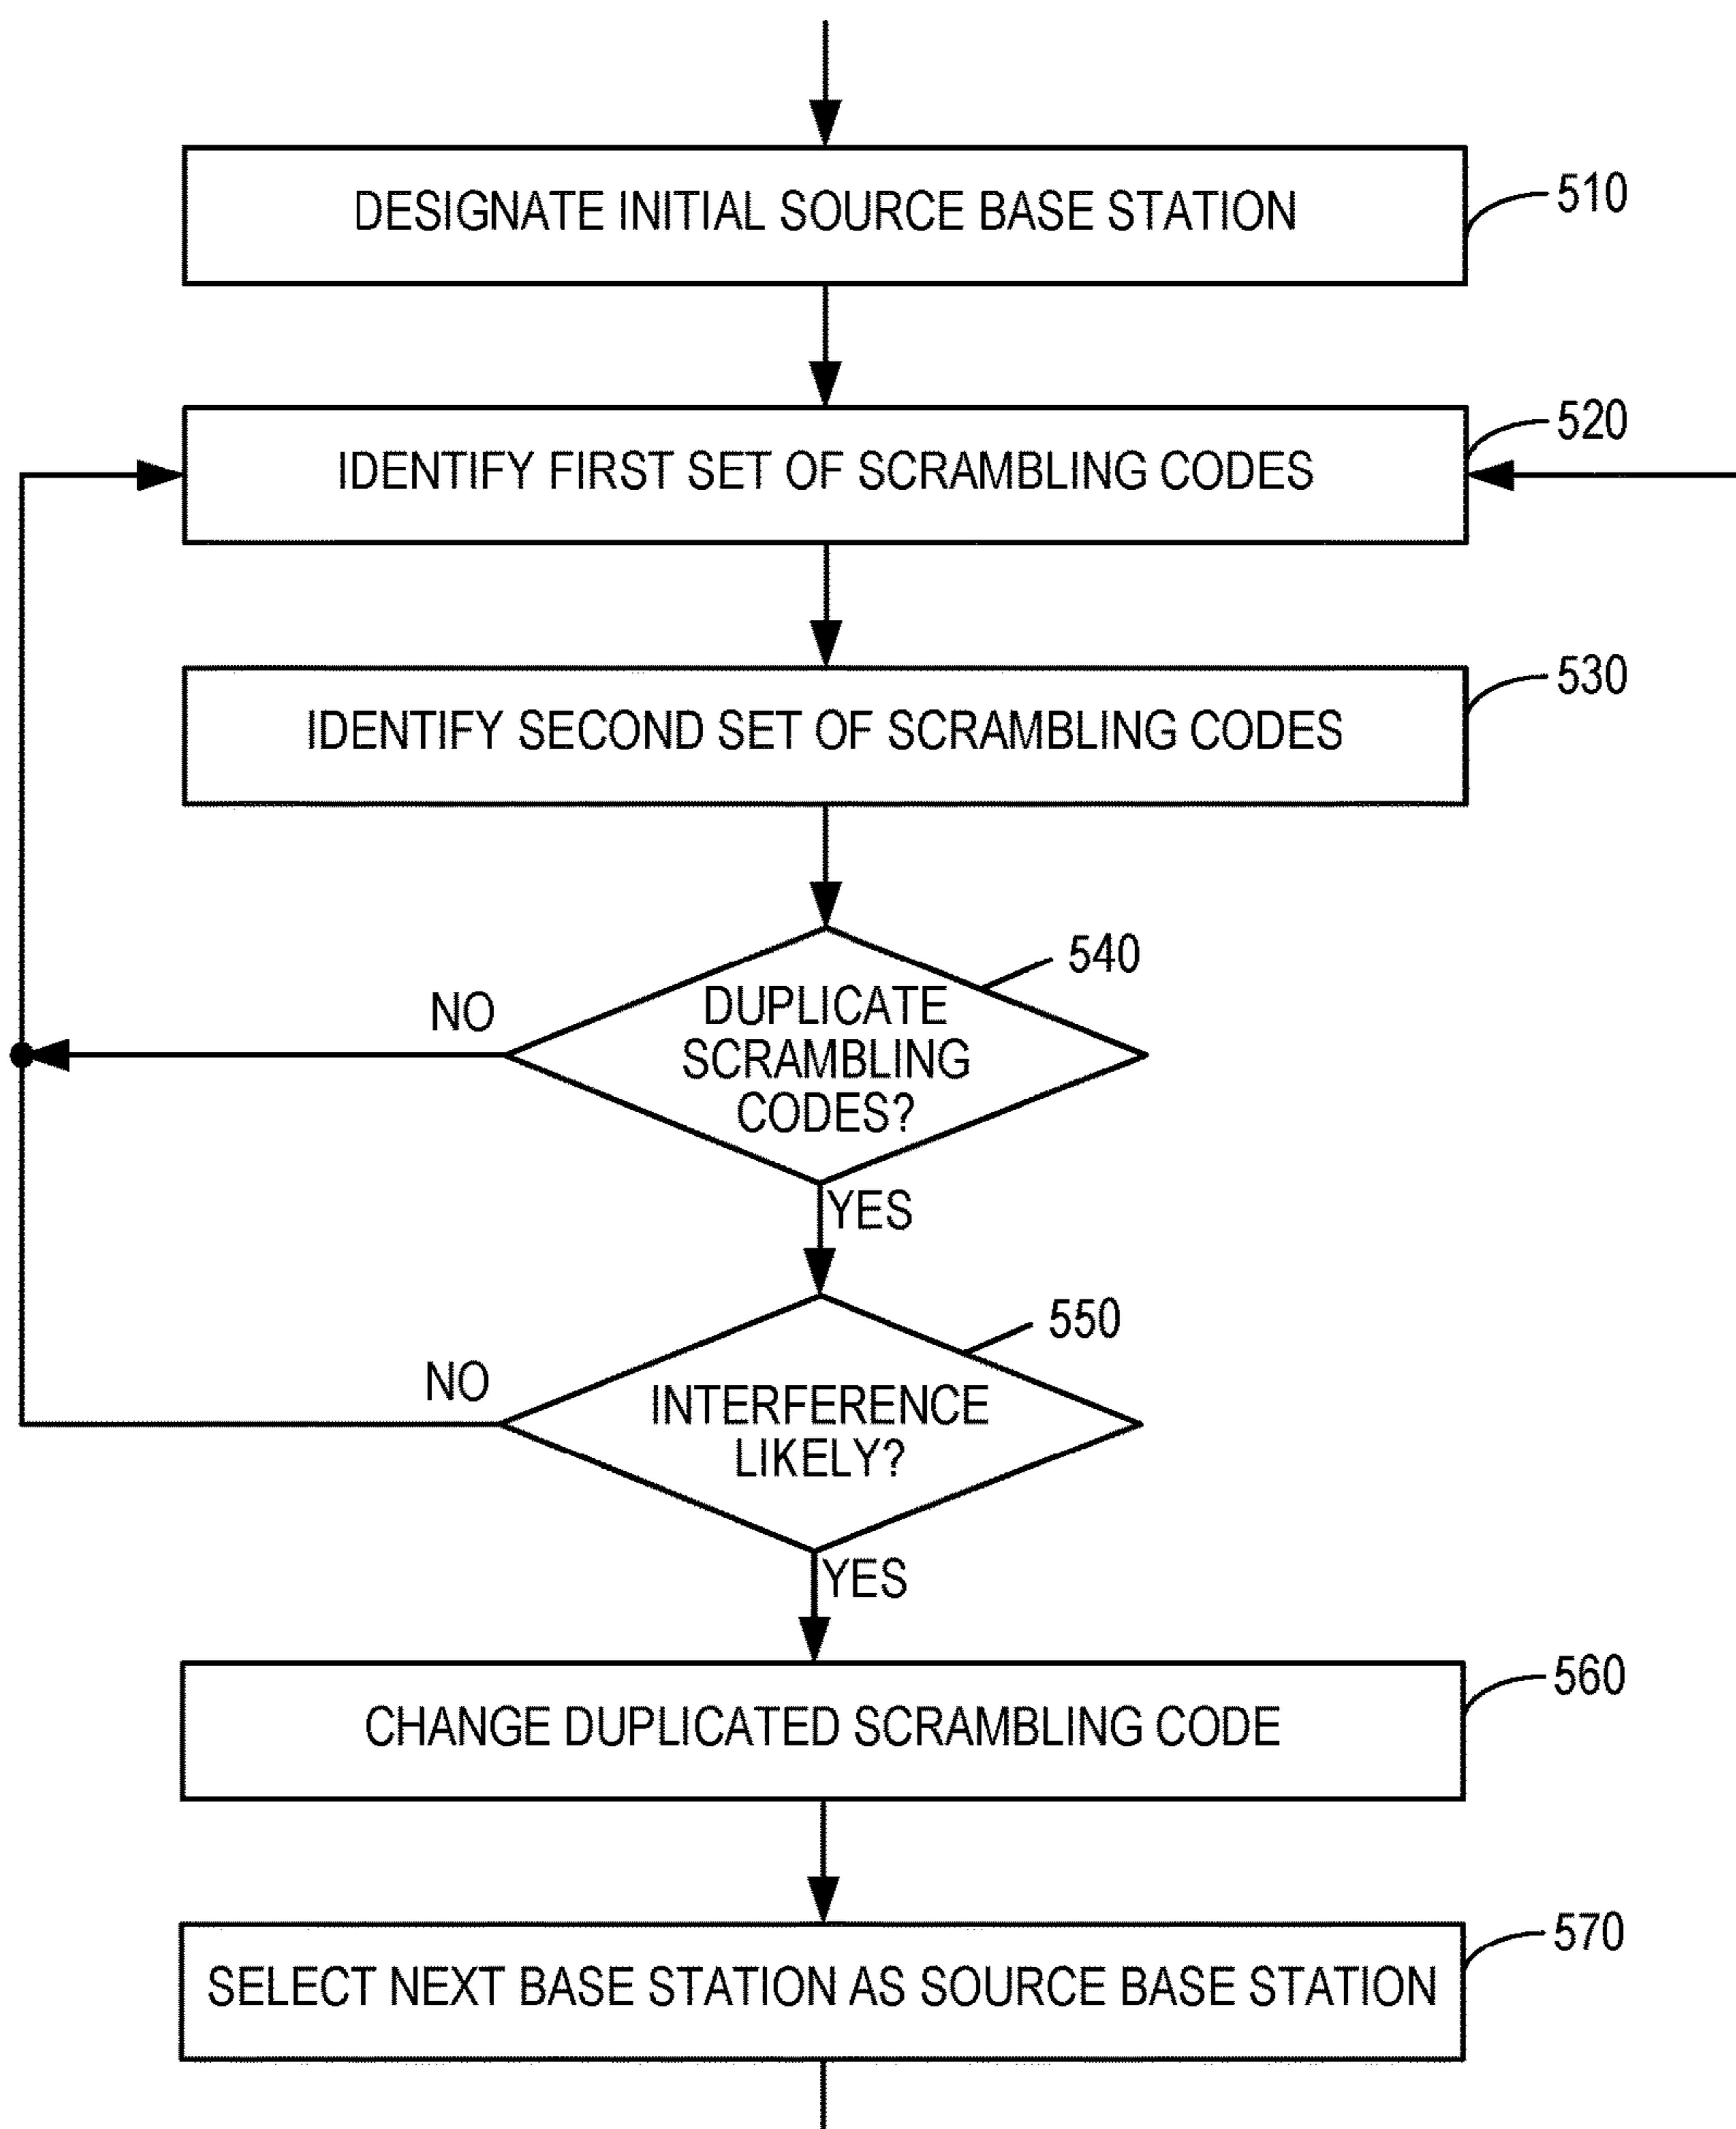 DESIGNATE INITIAL SOURCE BASE STATION
510
IDENTIFY FIRST SET OF SCRAMBLING CODES
520
IDENTIFY SECOND SET OF SCRAMBLING CODES
530
540
NO
DUPLICATE
SCRAMBLING
CODES?
YES
550
NO
INTERFERENCE
LIKELY?
YES
CHANGE DUPLICATED SCRAMBLING CODE
560
SELECT NEXT BASE STATION AS SOURCE BASE STATION
570